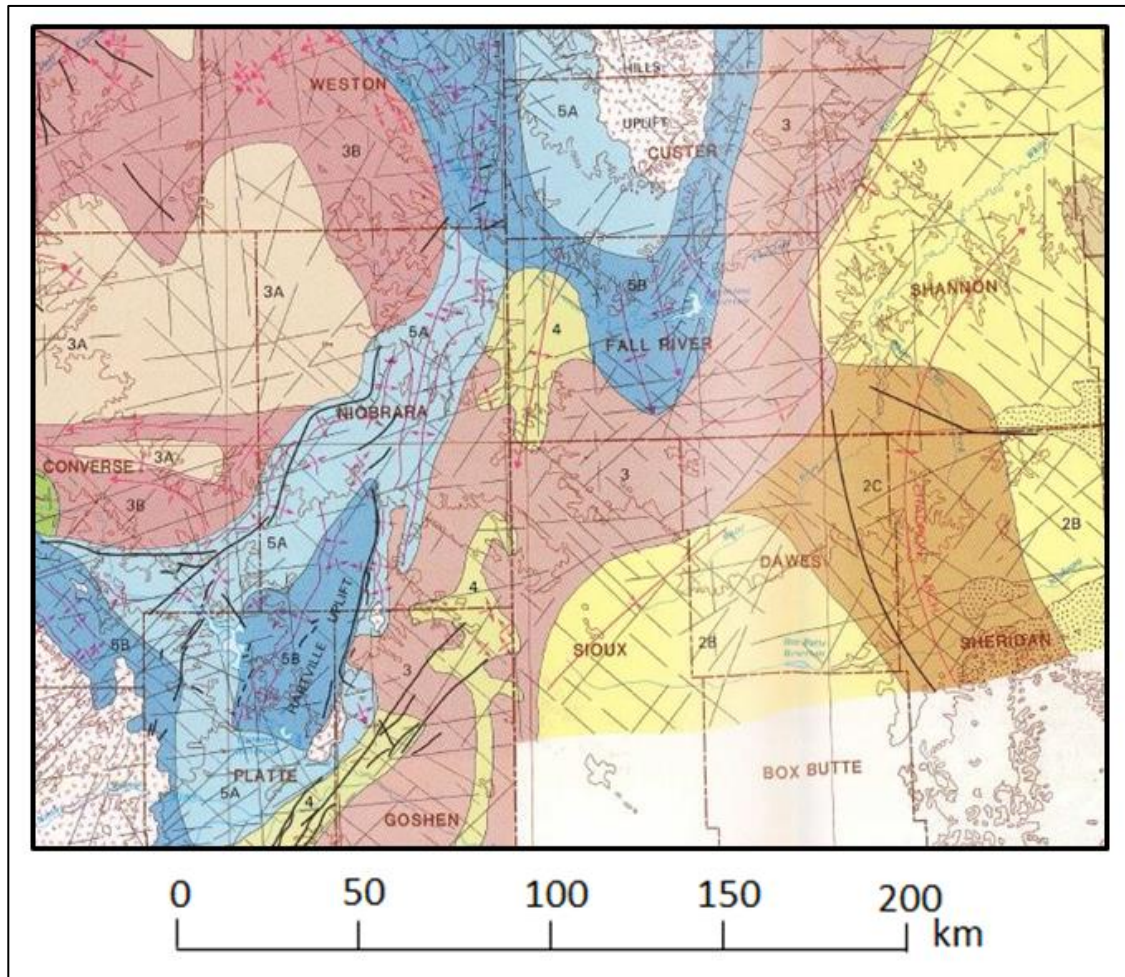 HILLS
WESTON
5A
UPLIFT
3
3B
CUSTER
3A
5B
SHANNON
5A
4
3A
FALL RIVER
NIOBRARA
CONVERSE
3A
3
2C
3B
2B
5A
DAWES
4
UPLIFT
5B
5B
SIOUX
2B
SHERIDAN
HARTVILLE
3
PLATTE
BOX BUTTE
5A
4
GOSHEN
0 50 100 150 200
km